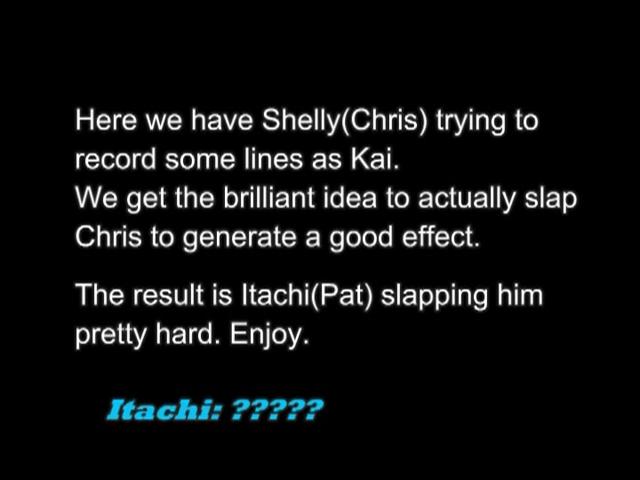 Here we have Shelly(Chris) trying to
record some lines as Kai.
We get the brilliant idea to actually slap
Chris to generate a good effect.
The result is Itachi(Pat) slapping him
pretty hard. Enjoy.
Itachi: ?????